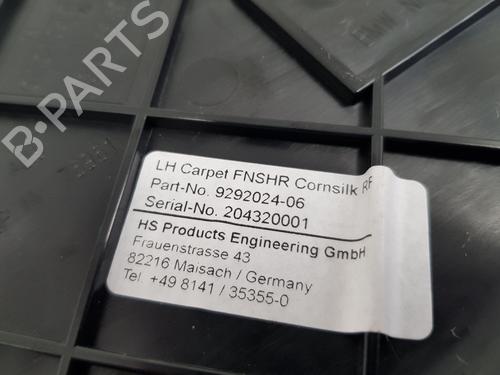 B-PARTS
LH Carpet FNSHR Cornsilk RF
Part-No. 9292024-06
Serial-No. 204320001
HS Products Engineering GmbH
Frauenstrasse 43
82216 Maisach / Germany
Tel. +49 8141 / 35355-0